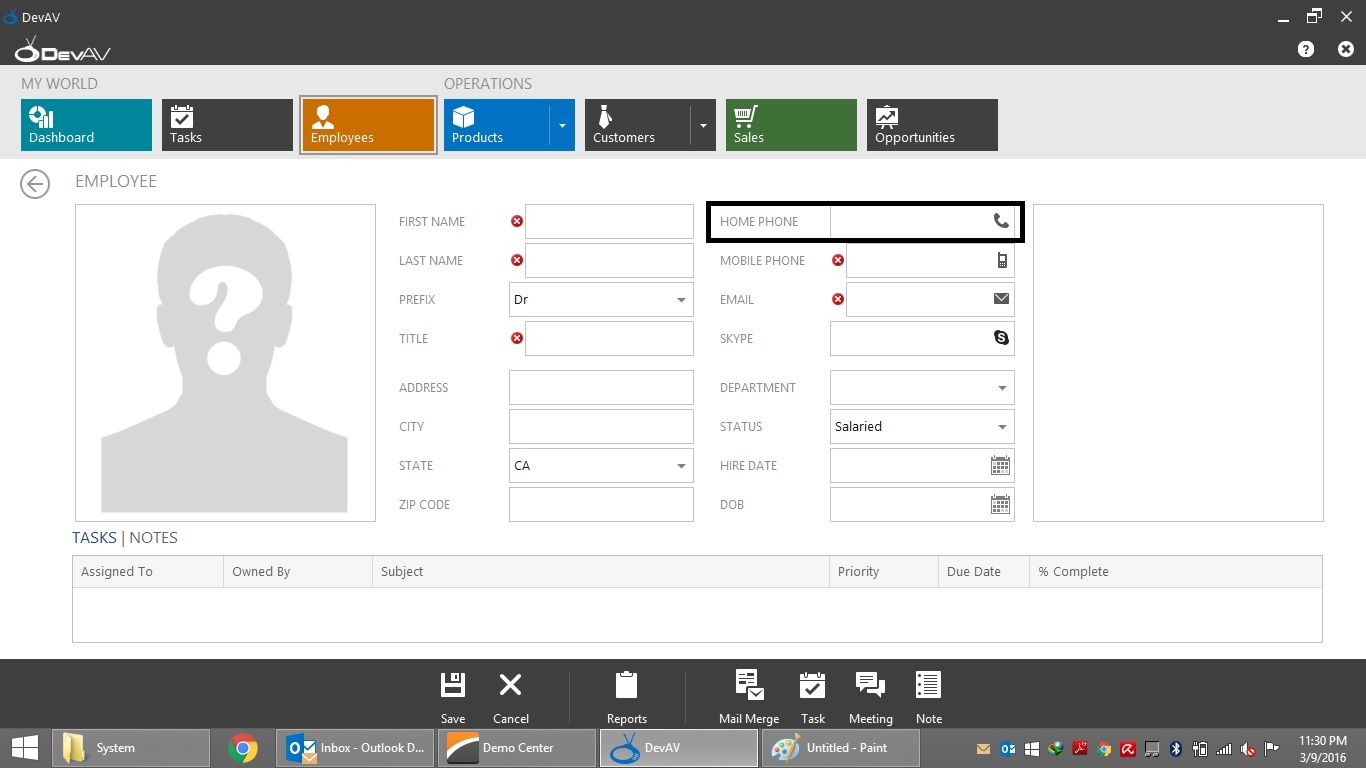 DevAV
DevAV
MY WORLD
OPERATIONS
Dashboard
Tasks
Employees
Products
Customers
Sales
Opportunities
EMPLOYEE
FIRST NAME
HOME PHONE
LAST NAME
MOBILE PHONE
PREFIX
Dr
EMAIL
TITLE
SKYPE
ADDRESS
DEPARTMENT
CITY
STATUS
Salaried
STATE
CA
HIRE DATE
ZIP CODE
DOB
TASKS | NOTES
Assigned To
Owned By
Subject
Priority
Due Date
% Complete
Save
Cancel
Reports
Mail Merge
Task
Meeting
Note
System
Inbox - Outlook D...
Demo Center
DevAV
Untitled - Paint
11:30 PM
3/9/2016